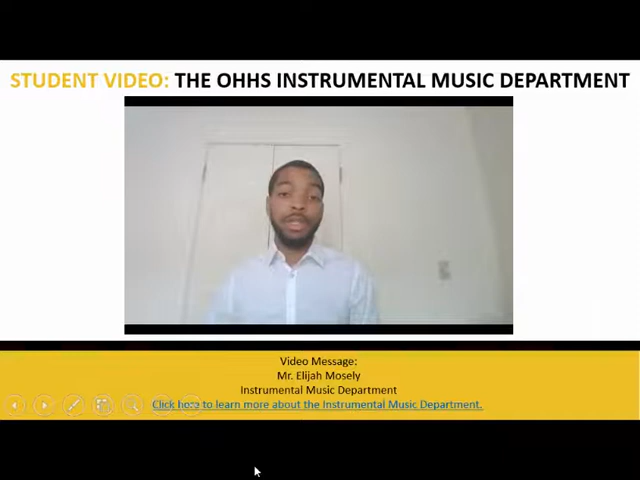 STUDENT VIDEO: THE OHHS INSTRUMENTAL MUSIC DEPARTMENT
Video Message:
Mr. Elijah Mosely
Instrumental Music Department
Click here to learn more about the Instrumental Music Department.